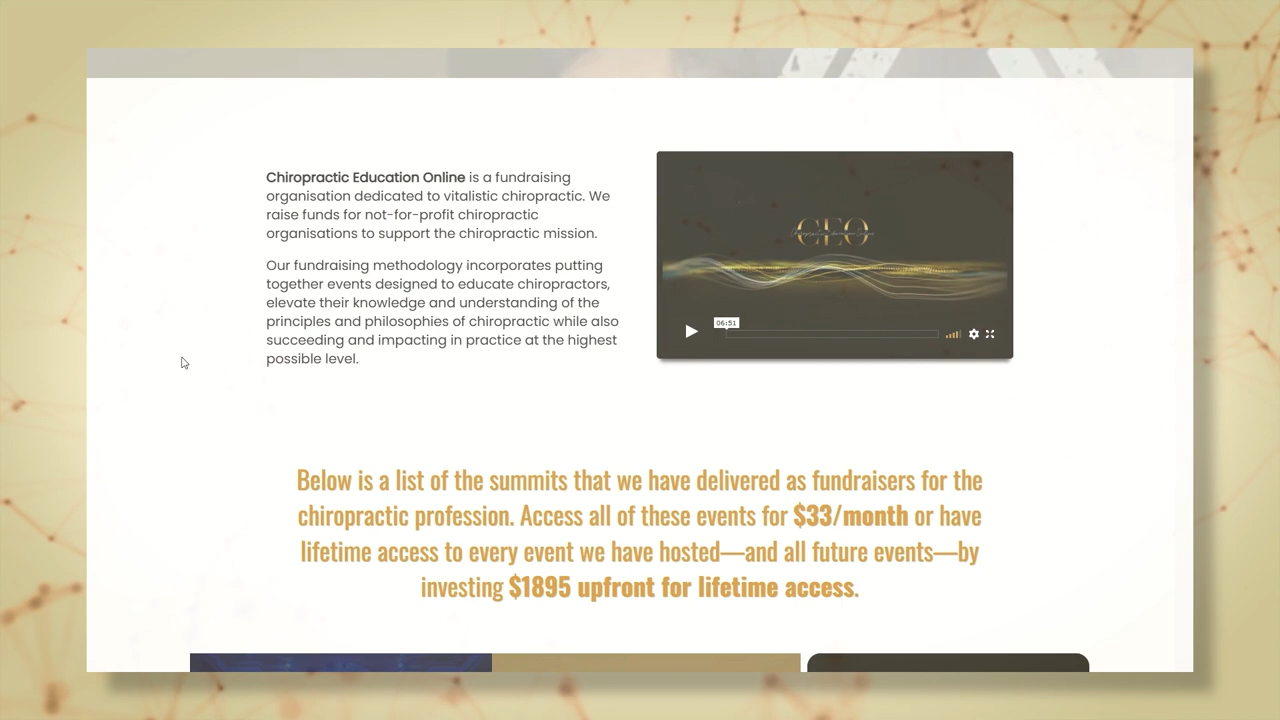 Chiropractic Education Online is a fundraising
organisation dedicated to vitalistic chiropractic. We
raise funds for not-for-profit chiropractic
organisations to support the chiropractic mission.
Our fundraising methodology incorporates putting
together events designed to educate chiropractors,
elevate their knowledge and understanding of the
principles and philosophies of chiropractic while also
succeeding and impacting in practice at the highest
possible level.
CEO
06:51
Below is a list of the summits that we have delivered as fundraisers for the
chiropractic profession. Access all of these events for $33/month or have
lifetime access to every event we have hosted—and all future events—by
investing $1895 upfront for lifetime access.